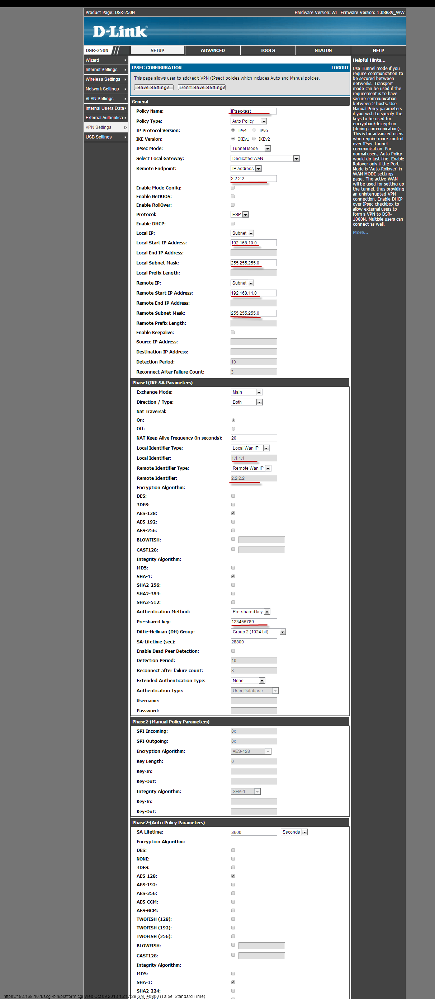 Product Page: DSR-250N Hardware Version: A1 Firmware Version: 1.08B39_WW
D-Link®
DSR-250N SETUP ADVANCED TOOLS STATUS HELP
Wizard
Internet Settings
Wireless Settings
Network Settings
VLAN Settings
Internal Users Data
External Authentica
VPN Settings
USB Settings
IPSEC CONFIGURATION LOGOUT
This page allows user to add/edit VPN (IPsec) policies which includes Auto and Manual policies.
Save Settings Don't Save Settings
General
Policy Name: IPsec-test
Policy Type: Auto Policy
IP Protocol Version: IPv4 IPv6
IKE Version: IKEv1 IKEv2
IPsec Mode: Tunnel Mode
Select Local Gateway: Dedicated WAN
Remote Endpoint: IP Address
2.2.2.2
Enable Mode Config:
Enable NetBIOS:
Enable RollOver:
Protocol: ESP
Enable DHCP:
Local IP: Subnet
Local Start IP Address: 192.168.10.0
Local End IP Address:
Local Subnet Mask: 255.255.255.0
Local Prefix Length:
Remote IP: Subnet
Remote Start IP Address: 192.168.11.0
Remote End IP Address:
Remote Subnet Mask: 255.255.255.0
Remote Prefix Length:
Enable Keepalive:
Source IP Address:
Destination IP Address:
Detection Period: 10
Reconnect After Failure Count: 3
Phase1(IKE SA Parameters)
Exchange Mode: Main
Direction / Type: Both
Nat Traversal:
On:
Off:
NAT Keep Alive Frequency (in seconds): 20
Local Identifier Type: Local Wan IP
Local Identifier: 1.1.1.1
Remote Identifier Type: Remote Wan IP
Remote Identifier: 2.2.2.2
Encryption Algorithm:
DES:
3DES:
AES-128:
AES-192:
AES-256:
BLOWFISH:
CAST128:
Integrity Algorithm:
MD5:
SHA-1:
SHA2-256:
SHA2-384:
SHA2-512:
Authentication Method: Pre-shared key
Pre-shared key: 123456789
Diffie-Hellman (DH) Group: Group 2 (1024 bit)
SA-Lifetime (sec): 28800
Enable Dead Peer Detection:
Detection Period: 10
Reconnect after failure count: 3
Extended Authentication Type: None
Authentication Type: User Database
Username:
Password:
Phase2-(Manual Policy Parameters)
SPI-Incoming: 0x
SPI-Outgoing: 0x
Encryption Algorithm: AES-128
Key Length: 0
Key-In:
Key-Out:
Integrity Algorithm: SHA-1
Key-In:
Key-Out:
Phase2-(Auto Policy Parameters)
SA Lifetime: 3600 Seconds
Encryption Algorithm:
DES:
NONE:
3DES:
AES-128:
AES-192:
AES-256:
AES-CCM:
AES-GCM:
TWOFISH (128):
TWOFISH (192):
TWOFISH (256):
BLOWFISH:
CAST128:
Integrity Algorithm:
MD5:
SHA-1:
SHA2-224:
Helpful Hints...
Use Tunnel mode if you
require communication to
be secured between
networks. Transport
mode can be used if the
requirement is to have
secure communication
between 2 hosts. Use
Manual Policy parameters
if you wish to specify the
keys to be used for
encryption/decryption
(during communication).
This is for advanced users
who require more control
over IPsec tunnel
communication. For
normal users, Auto Policy
would do just fine. Enable
Rollover only if the Port
Mode is 'Auto-Rollover' in
WAN MODE settings
page. The active WAN
will be used for setting up
the tunnel, thus providing
an uninterrupted VPN
connection. Enable DHCP
over IPsec checkbox to
allow external users to
form a VPN to DSR-
1000N. Multiple users can
connect as well.
More...
https://192.168.10.1/scgi-bin/platform.cgi Wed Oct 09 2013 15:17:29 GMT+0800 (Taipei Standard Time)